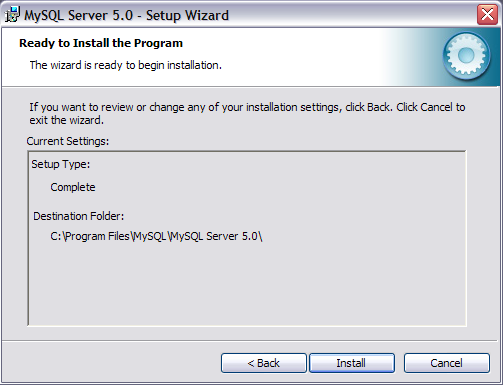 MySQL Server 5.0 - Setup Wizard
Ready to Install the Program
The wizard is ready to begin installation.
If you want to review or change any of your installation settings, click Back. Click Cancel to
exit the wizard.
Current Settings:
Setup Type:
Complete
Destination Folder:
C:\Program Files\MySQL\MySQL Server 5.0\
< Back
Install
Cancel